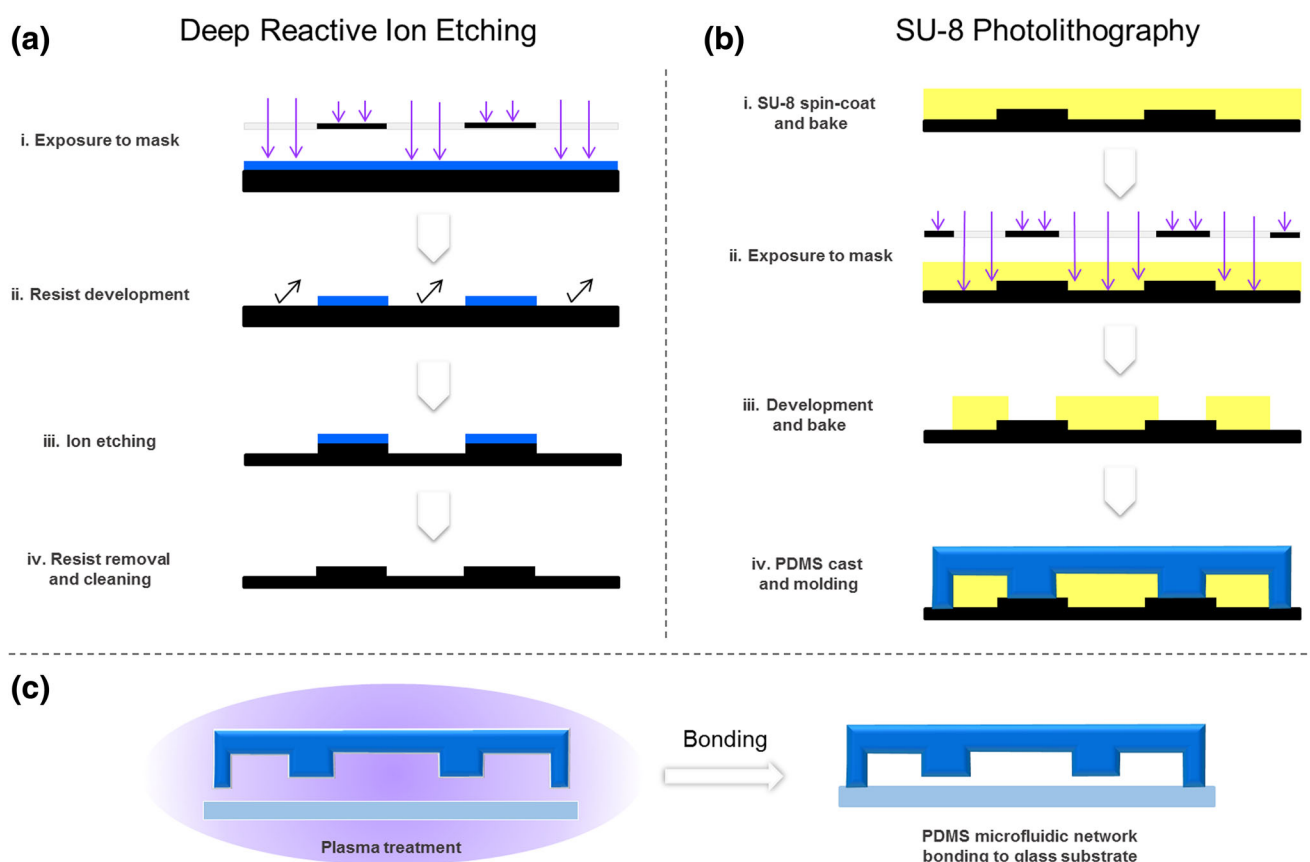 (a)
Deep Reactive Ion Etching
i. Exposure to mask
ii. Resist development
iii. Ion etching
iv. Resist removal
and cleaning
(b)
SU-8 Photolithography
i. SU-8 spin-coat
and bake
ii. Exposure to mask
iii. Development
and bake
iv. PDMS cast
and molding
(c)
Plasma treatment
Bonding
PDMS microfluidic network
bonding to glass substrate